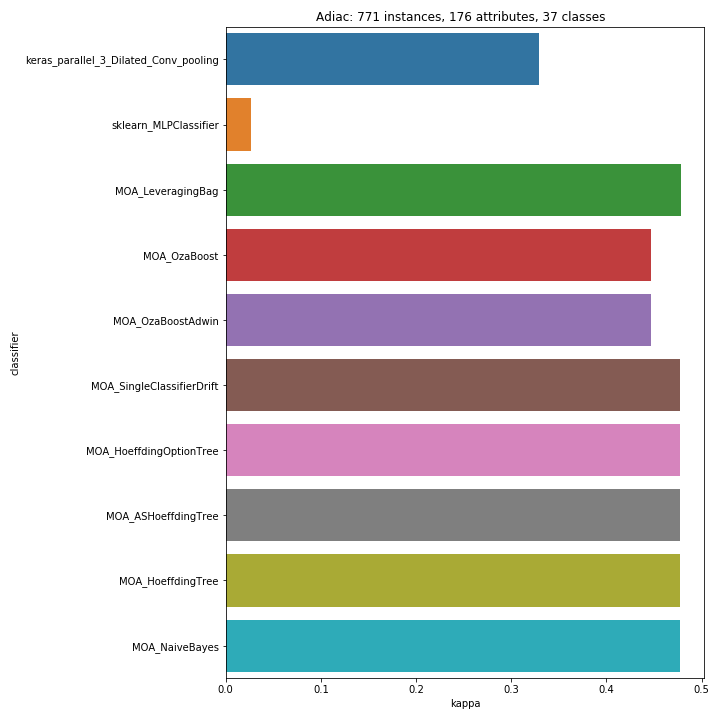 Adiac: 771 instances, 176 attributes, 37 classes
keras_parallel_3_Dilated_Conv_pooling
sklearn_MLPClassifier
MOA_LeveragingBag
MOA_OzaBoost
MOA_OzaBoostAdwin
classifier
MOA_SingleClassifierDrift
MOA_HoeffdingOptionTree
MOA_ASHoeffdingTree
MOA_HoeffdingTree
MOA_NaiveBayes
0.0 0.1 0.2 0.3 0.4 0.5
kappa